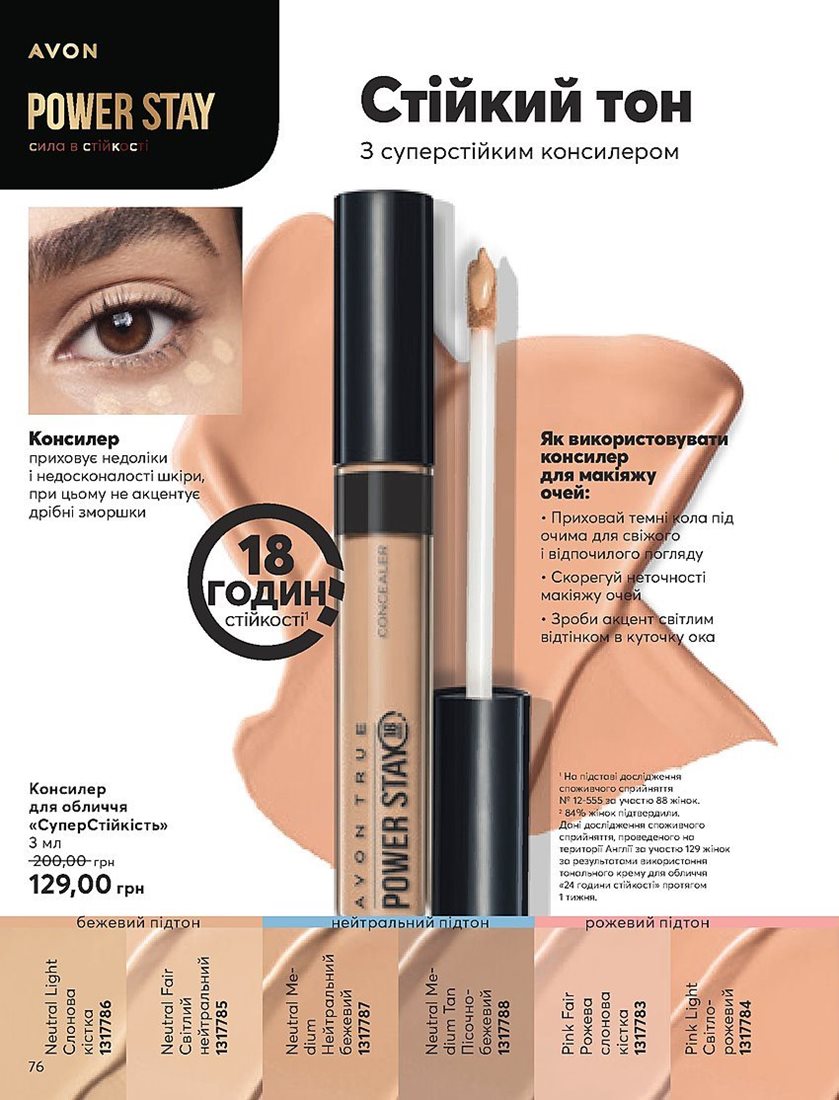 AVON
POWER STAY
сила в стійкості
Стійкий тон
З суперстійким консилером
Консилер
приховує недоліки
і недосконалості шкіри,
при цьому не акцентує
дрібні зморшки
18
ГОДИН
СТІЙКОСТІ¹
CONCEALER
AVON TRUE
POWER STAY 18
Як використовувати
консилер
для макіяжу
очей:
• Приховай темні кола під
очима для свіжого
і відпочилого погляду
• Скорегуй неточності
макіяжу очей
• Зроби акцент світлим
відтінком в куточку ока
Консилер
для обличчя
«СуперСтійкість»
3 мл
200,00 грн
129,00 грн
¹ На підставі дослідження
споживчого сприйняття
№ 12-555 за участю 88 жінок.
² 84% жінок підтвердили.
Дані дослідження споживчого
сприйняття, проведеного на
території Англії за участю 129 жінок
за результатами використання
тонального крему для обличчя
«24 години стійкості» протягом
1 тижня.
бежевий підтон
нейтральний підтон
рожевий підтон
Neutral Light
Слонова
кістка
1317786
Neutral Fair
Світлий
нейтральний
1317785
Neutral Me-
dium
Нейтральний
бежевий
1317787
Neutral Me-
dium Tan
Пісочно-
бежевий
1317788
Pink Fair
Рожева
слонова
кістка
1317783
Pink Light
Світло-
рожевий
1317784
76